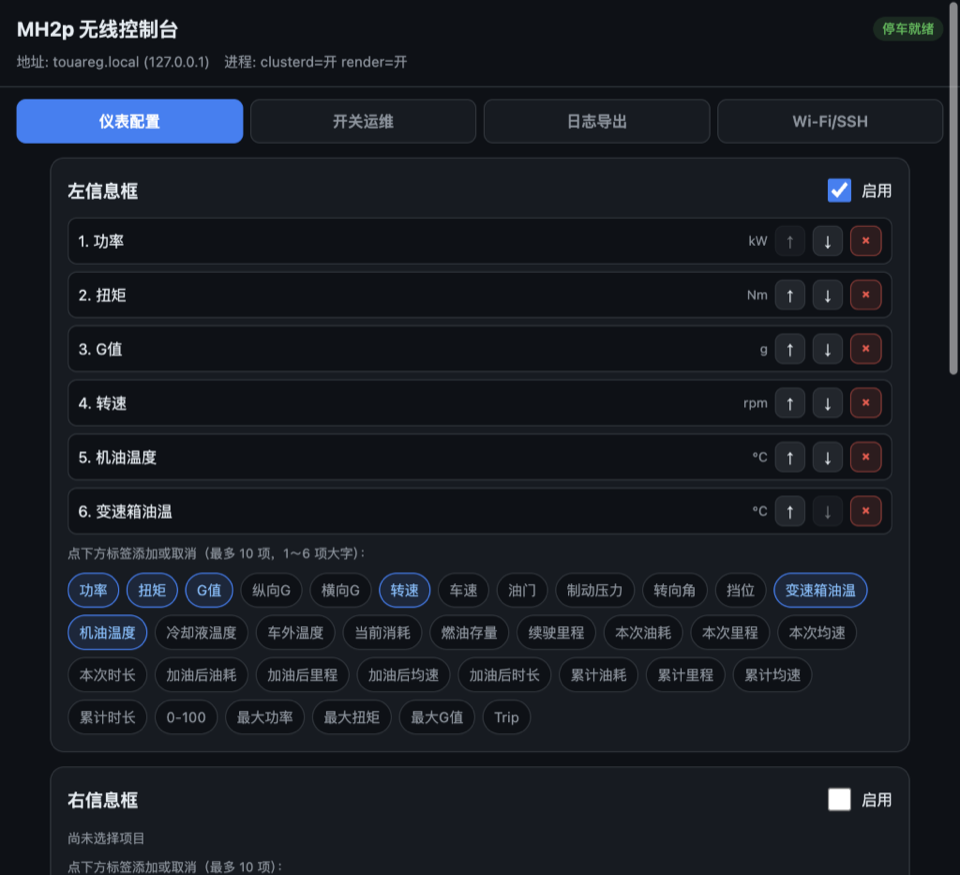 MH2p 无线控制台
停车就绪
地址: touareg.local (127.0.0.1) 进程: clusterd=开 render=开
仪表配置 开关运维 日志导出 Wi-Fi/SSH
左信息框 启用
1. 功率 kW ↑ ↓ ×
2. 扭矩 Nm ↑ ↓ ×
3. G值 g ↑ ↓ ×
4. 转速 rpm ↑ ↓ ×
5. 机油温度 °C ↑ ↓ ×
6. 变速箱油温 °C ↑ ↓ ×
点下方标签添加或取消（最多 10 项，1～6 项大字）:
功率 扭矩 G值 纵向G 横向G 转速 车速 油门 制动压力 转向角 挡位 变速箱油温
机油温度 冷却液温度 车外温度 当前消耗 燃油存量 续驶里程 本次油耗 本次里程 本次均速
本次时长 加油后油耗 加油后里程 加油后均速 加油后时长 累计油耗 累计里程 累计均速
累计时长 0-100 最大功率 最大扭矩 最大G值 Trip
右信息框 启用
尚未选择项目
点下方标签添加或取消（最多 10 项）: